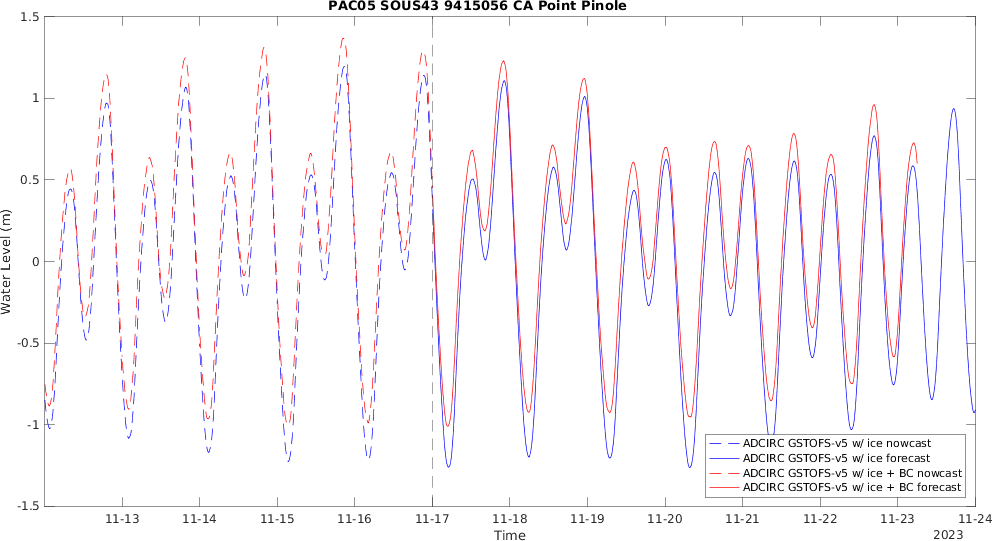 PAC05 SOUS43 9415056 CA Point Pinole
Water Level (m)
1.5
1
0.5
0
-0.5
-1
-1.5
11-13 11-14 11-15 11-16 11-17 11-18 11-19 11-20 11-21 11-22 11-23 11-24
Time
2023
ADCIRC GSTOFS-v5 w/ ice nowcast
ADCIRC GSTOFS-v5 w/ ice forecast
ADCIRC GSTOFS-v5 w/ ice + BC nowcast
ADCIRC GSTOFS-v5 w/ ice + BC forecast